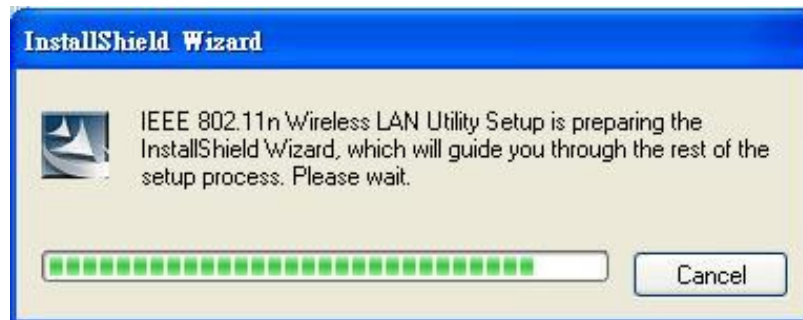 InstallShield Wizard
IEEE 802.11n Wireless LAN Utility Setup is preparing the
InstallShield Wizard, which will guide you through the rest of the
setup process. Please wait.
Cancel